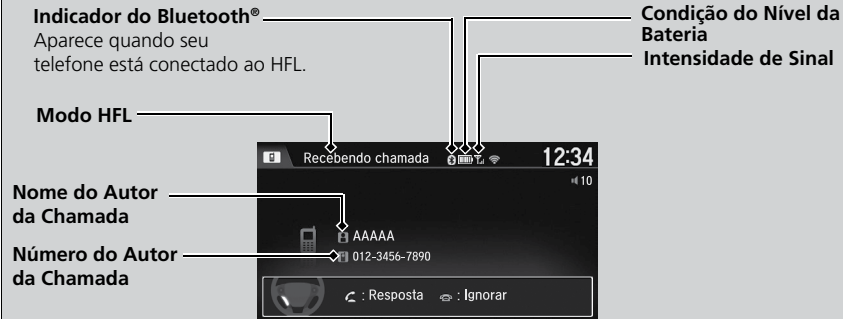 Indicador do Bluetooth®
Aparece quando seu
telefone está conectado ao HFL.
Condição do Nível da
Bateria
Intensidade de Sinal
Modo HFL
Recebendo chamada 12:34
10
Nome do Autor
da Chamada
AAAAA
Número do Autor
da Chamada
012-3456-7890
: Resposta : Ignorar